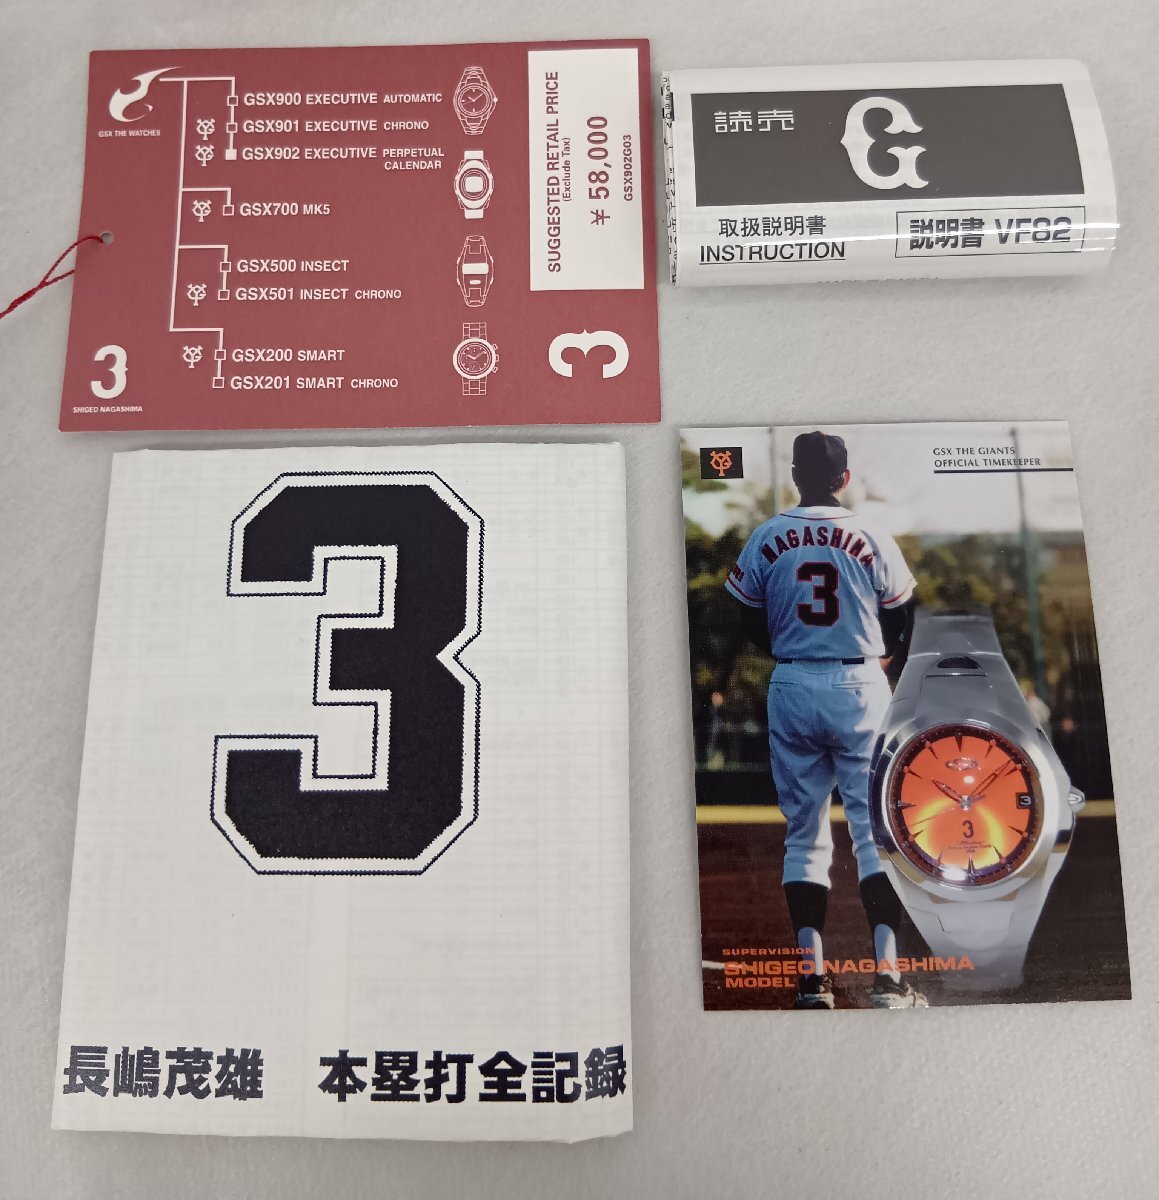 GSX THE WATCHES
GSX900 EXECUTIVE AUTOMATIC
GSX901 EXECUTIVE CHRONO
GSX902 EXECUTIVE PERPETUAL
CALENDAR
GSX700 MK5
GSX500 INSECT
GSX501 INSECT CHRONO
GSX200 SMART
GSX201 SMART CHRONO
3
SHIGEO NAGASHIMA
SUGGESTED RETAIL PRICE
(Exclude Tax)
¥ 58,000
GSX902G03
3
読売
G
取扱説明書
INSTRUCTION
説明書 VF82
3
長嶋茂雄 本塁打全記録
GSX THE GIANTS
OFFICIAL TIMEKEEPER
NAGASHIMA
3
3
3
SUPERVISION
SHIGEO NAGASHIMA
MODEL